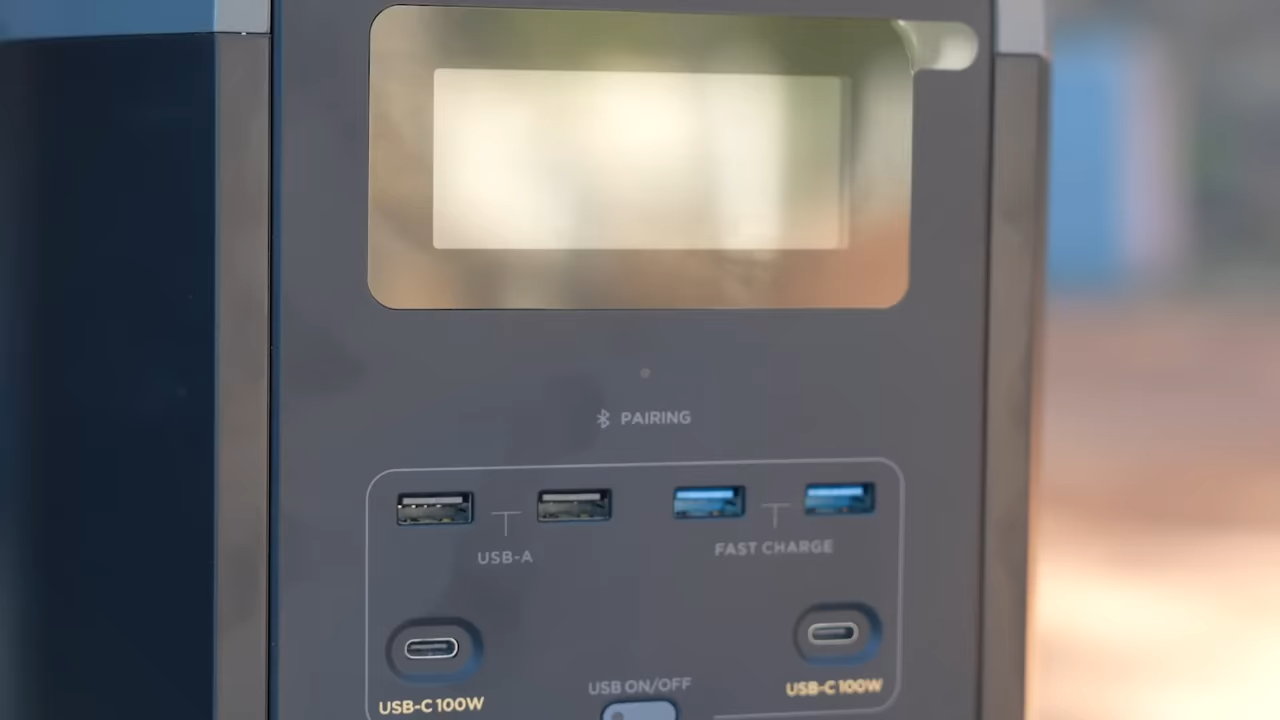 PAIRING
USB-A
FAST CHARGE
USB-C 100W
USB-C 100W
USB ON/OFF